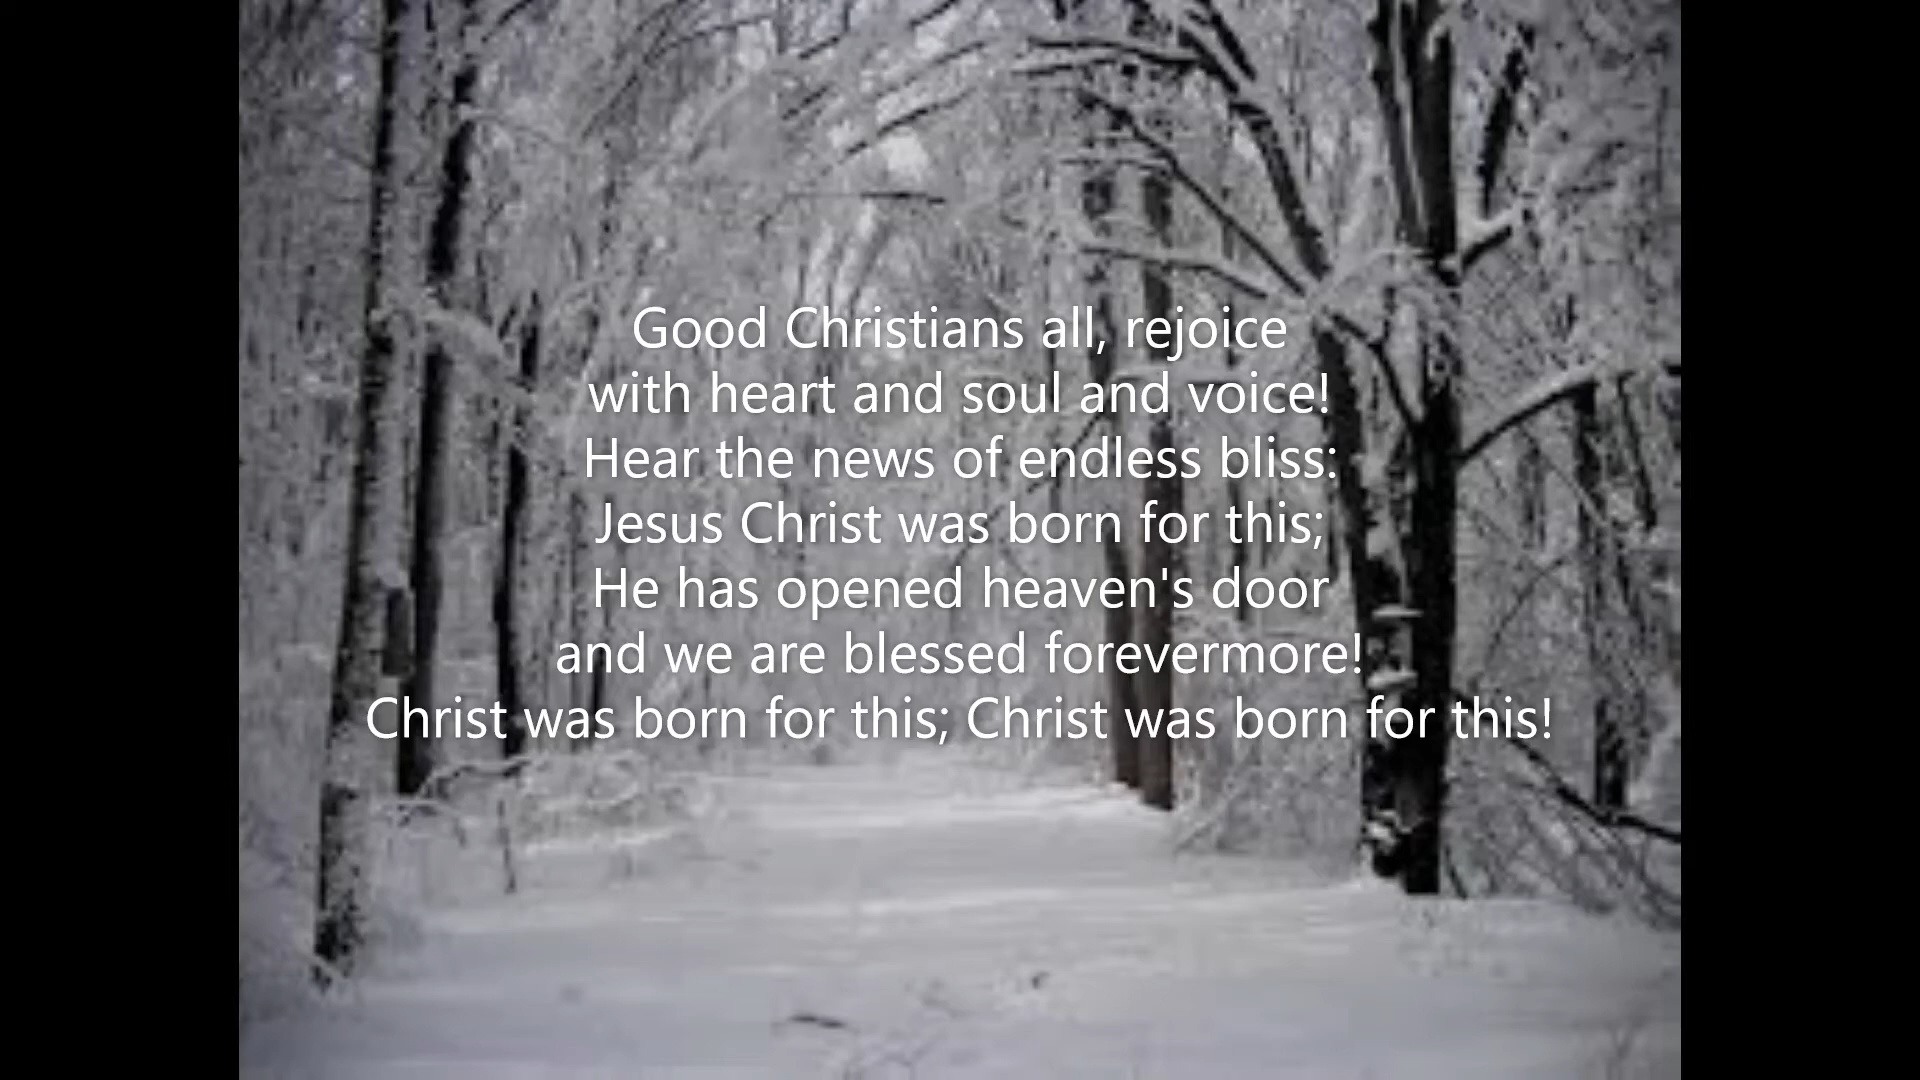 Good Christians all, rejoice
with heart and soul and voice!
Hear the news of endless bliss:
Jesus Christ was born for this;
He has opened heaven's door
and we are blessed forevermore!
Christ was born for this; Christ was born for this!